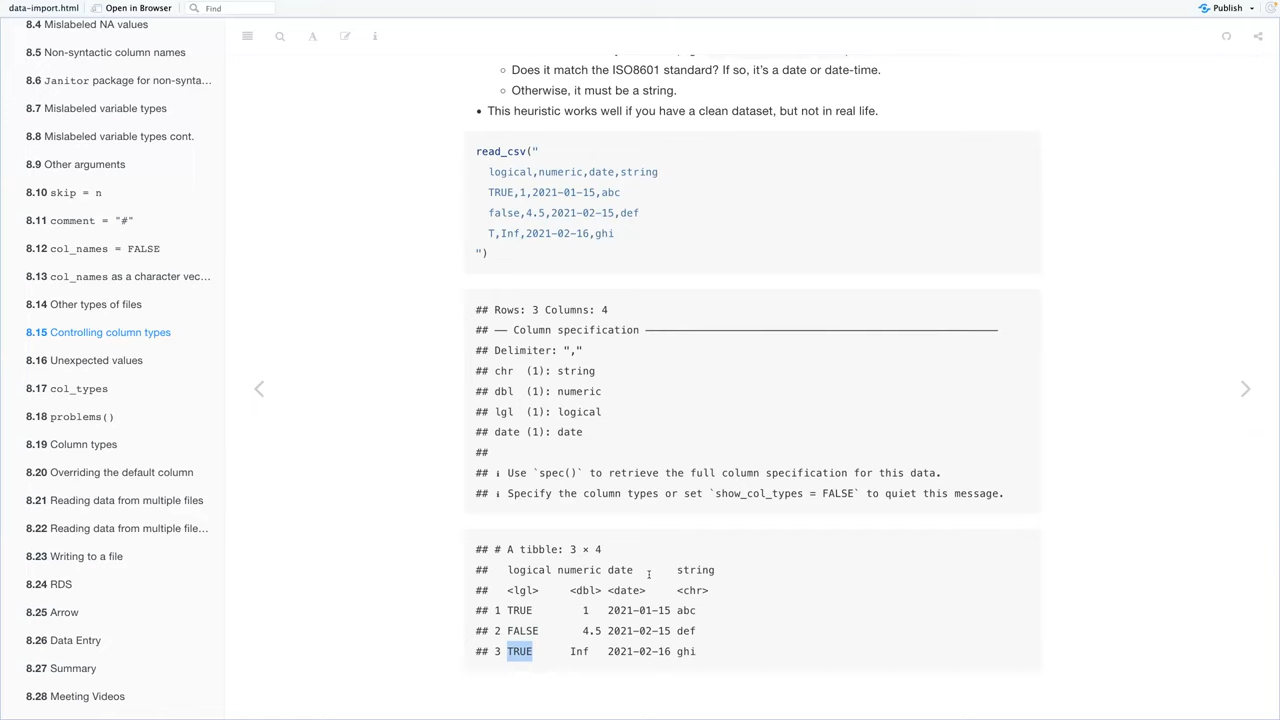 data-import.html
Open in Browser
Find
Publish
8.4 Mislabeled NA values
8.5 Non-syntactic column names
8.6 Janitor package for non-synta…
8.7 Mislabeled variable types
8.8 Mislabeled variable types cont.
8.9 Other arguments
8.10 skip = n
8.11 comment = "#"
8.12 col_names = FALSE
8.13 col_names as a character vec…
8.14 Other types of files
8.15 Controlling column types
8.16 Unexpected values
8.17 col_types
8.18 problems()
8.19 Column types
8.20 Overriding the default column
8.21 Reading data from multiple files
8.22 Reading data from multiple file…
8.23 Writing to a file
8.24 RDS
8.25 Arrow
8.26 Data Entry
8.27 Summary
8.28 Meeting Videos
Does it match the ISO8601 standard? If so, it's a date or date-time.
Otherwise, it must be a string.
This heuristic works well if you have a clean dataset, but not in real life.
read_csv("
logical,numeric,date,string
TRUE,1,2021-01-15,abc
false,4.5,2021-02-15,def
T,Inf,2021-02-16,ghi
")
## Rows: 3 Columns: 4
## ── Column specification ────────────────────────────────────────────────────────
## Delimiter: ","
## chr (1): string
## dbl (1): numeric
## lgl (1): logical
## date (1): date
##
## ℹ Use `spec()` to retrieve the full column specification for this data.
## ℹ Specify the column types or set `show_col_types = FALSE` to quiet this message.
## # A tibble: 3 × 4
## logical numeric date string
## <lgl> <dbl> <date> <chr>
## 1 TRUE 1 2021-01-15 abc
## 2 FALSE 4.5 2021-02-15 def
## 3 TRUE Inf 2021-02-16 ghi